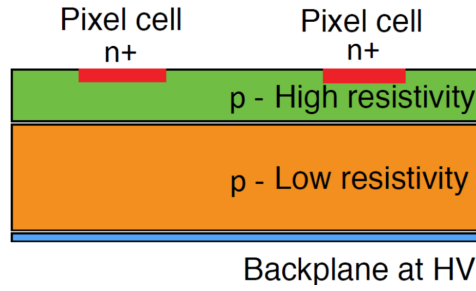 Pixel cell
n+
Pixel cell
n+
p - High resistivity
p - Low resistivity
Backplane at HV